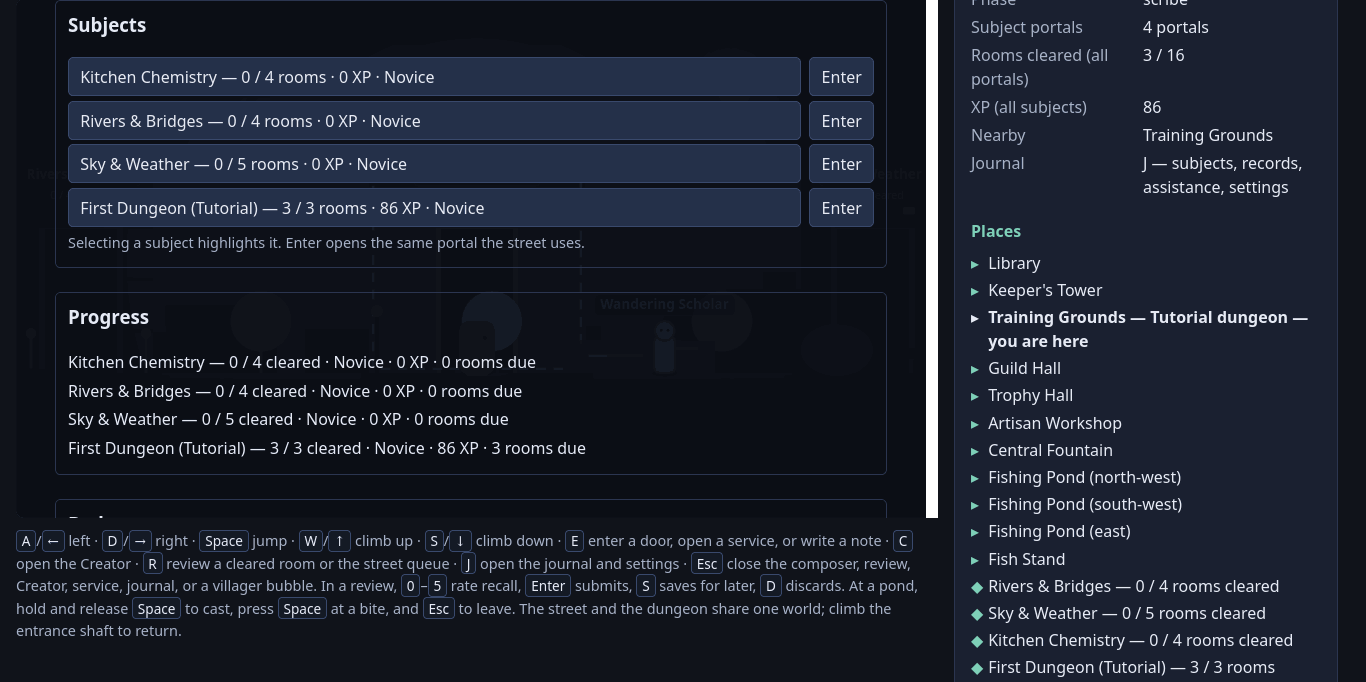 Subjects
Kitchen Chemistry — 0 / 4 rooms · 0 XP · Novice
Enter
Rivers & Bridges — 0 / 4 rooms · 0 XP · Novice
Enter
Sky & Weather — 0 / 5 rooms · 0 XP · Novice
Enter
First Dungeon (Tutorial) — 3 / 3 rooms · 86 XP · Novice
Enter
Selecting a subject highlights it. Enter opens the same portal the street uses.
Wandering Scholar
Progress
Kitchen Chemistry — 0 / 4 cleared · Novice · 0 XP · 0 rooms due
Rivers & Bridges — 0 / 4 cleared · Novice · 0 XP · 0 rooms due
Sky & Weather — 0 / 5 cleared · Novice · 0 XP · 0 rooms due
First Dungeon (Tutorial) — 3 / 3 cleared · Novice · 86 XP · 3 rooms due
A/← left · D/→ right · Space jump · W/↑ climb up · S/↓ climb down · E enter a door, open a service, or write a note · C
open the Creator · R review a cleared room or the street queue · J open the journal and settings · Esc close the composer, review,
Creator, service, journal, or a villager bubble. In a review, 0–5 rate recall, Enter submits, S saves for later, D discards. At a pond,
hold and release Space to cast, press Space at a bite, and Esc to leave. The street and the dungeon share one world; climb the
entrance shaft to return.
Phase scribe
Subject portals 4 portals
Rooms cleared (all 3 / 16
portals)
XP (all subjects) 86
Nearby Training Grounds
Journal J — subjects, records,
assistance, settings
Places
▸ Library
▸ Keeper's Tower
▸ Training Grounds — Tutorial dungeon —
you are here
▸ Guild Hall
▸ Trophy Hall
▸ Artisan Workshop
▸ Central Fountain
▸ Fishing Pond (north-west)
▸ Fishing Pond (south-west)
▸ Fishing Pond (east)
▸ Fish Stand
◆ Rivers & Bridges — 0 / 4 rooms cleared
◆ Sky & Weather — 0 / 5 rooms cleared
◆ Kitchen Chemistry — 0 / 4 rooms cleared
◆ First Dungeon (Tutorial) — 3 / 3 rooms